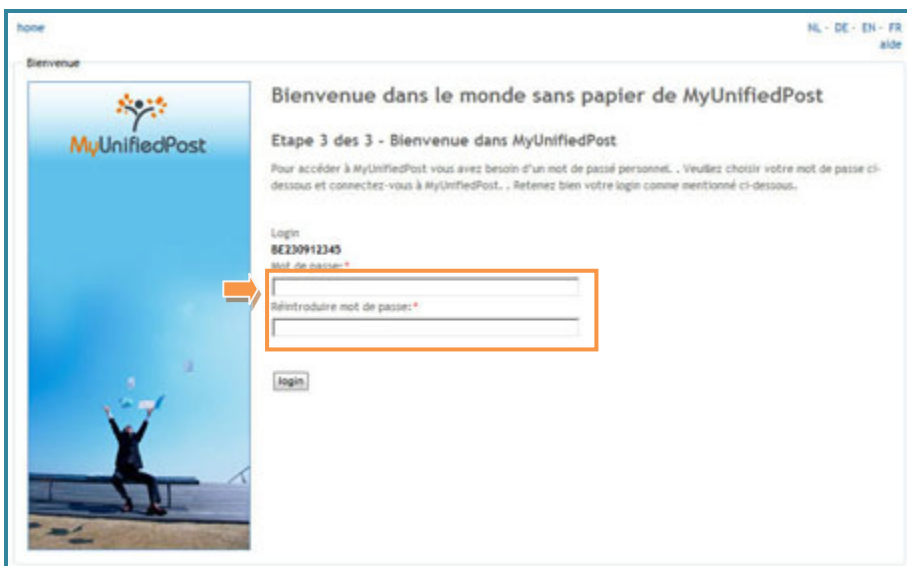 home
NL - DE - EN - FR
aide
Bienvenue
MyUnifiedPost
Bienvenue dans le monde sans papier de MyUnifiedPost
Etape 3 des 3 - Bienvenue dans MyUnifiedPost
Pour accéder à MyUnifiedPost vous avez besoin d'un mot de passé personnel. . Veuillez choisir votre mot de passe ci-
dessous et connectez-vous à MyUnifiedPost. . Retenez bien votre login comme mentionné ci-dessous.
Login
BE230912345
Mot de passe:*
Réintroduire mot de passe:*
login